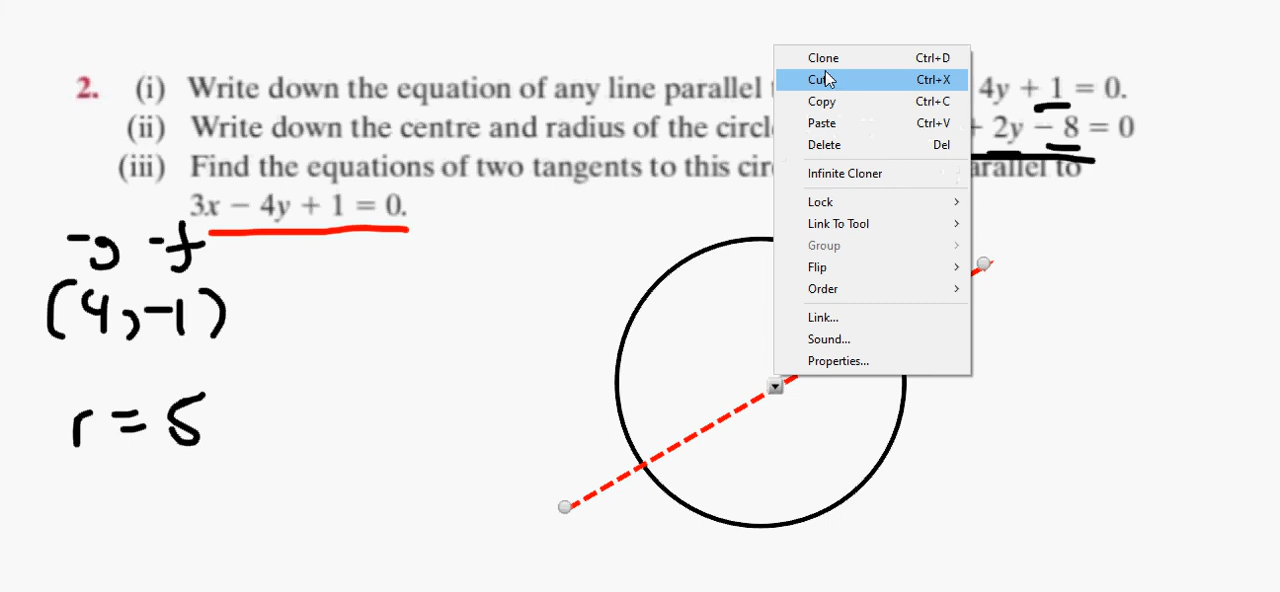 2. (i) Write down the equation of any line parallel 4y + 1 = 0.
(ii) Write down the centre and radius of the circl + 2y − 8 = 0
(iii) Find the equations of two tangents to this cir arallel to
3x − 4y + 1 = 0.
-g -f
(4, -1)
r = 5
Clone Ctrl+D
Cut Ctrl+X
Copy Ctrl+C
Paste Ctrl+V
Delete Del
Infinite Cloner
Lock
Link To Tool
Group
Flip
Order
Link...
Sound...
Properties...